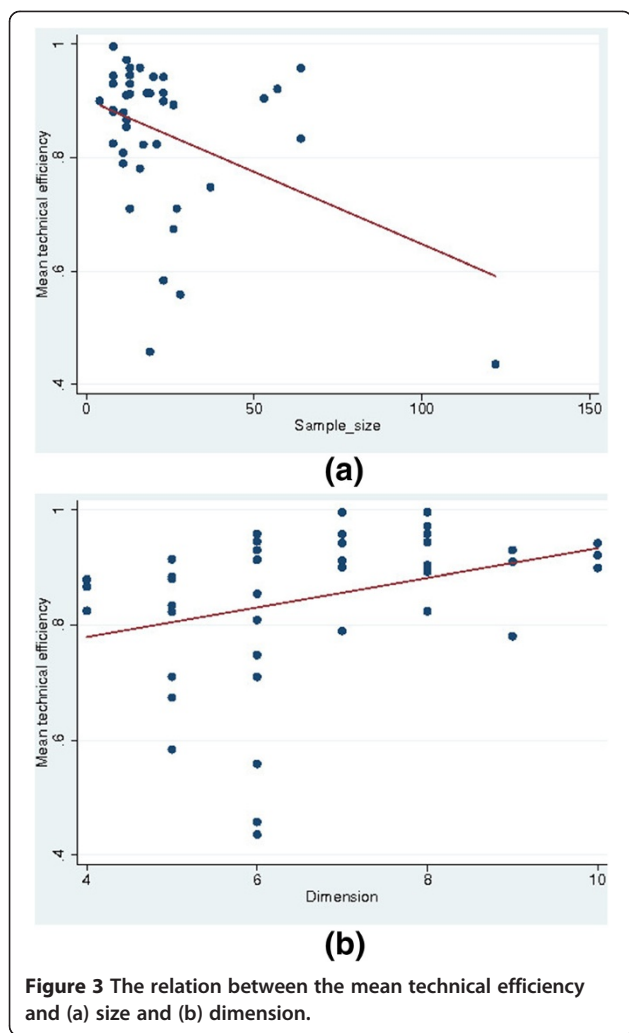 1
.8
.6
.4
Mean technical efficiency
0
50
100
150
Sample_size
(a)
1
.8
.6
.4
Mean technical efficiency
4
6
8
10
Dimension
(b)
Figure 3 The relation between the mean technical efficiency
and (a) size and (b) dimension.